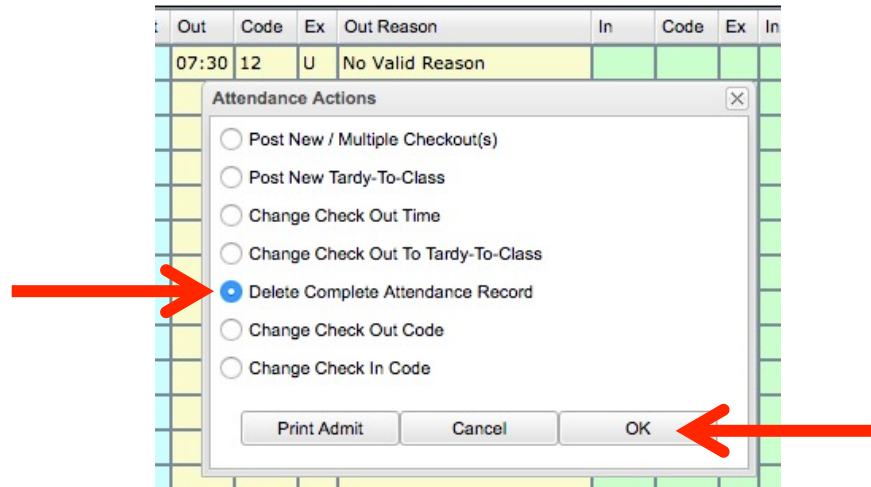 Out Code Ex Out Reason In Code Ex In
07:30 12 U No Valid Reason
Attendance Actions
Post New / Multiple Checkout(s)
Post New Tardy-To-Class
Change Check Out Time
Change Check Out To Tardy-To-Class
Delete Complete Attendance Record
Change Check Out Code
Change Check In Code
Print Admit Cancel OK